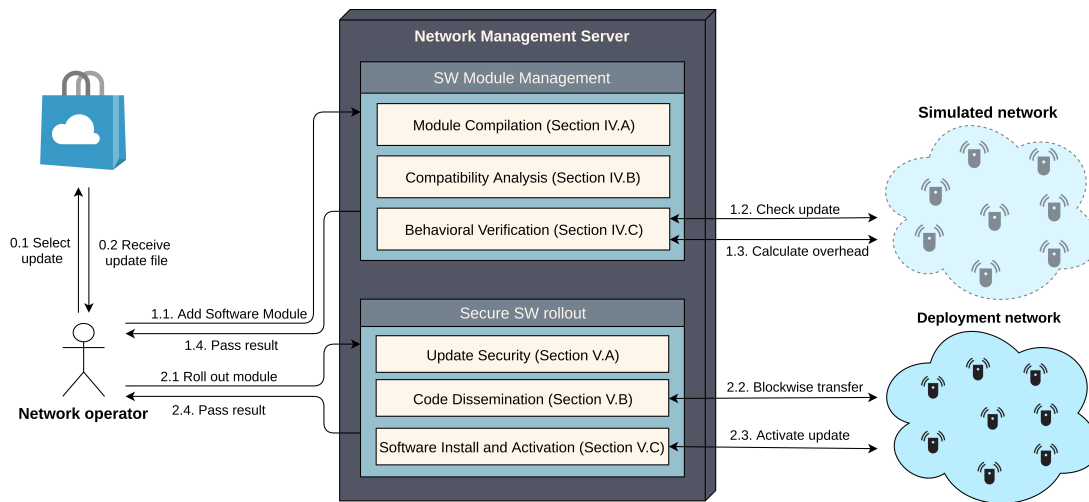 Network Management Server
SW Module Management
Module Compilation (Section IV.A)
Compatibility Analysis (Section IV.B)
Behavioral Verification (Section IV.C)
Simulated network
1.2. Check update
1.3. Calculate overhead
0.1 Select
update
0.2 Receive
update file
1.1. Add Software Module
1.4. Pass result
2.1 Roll out module
2.4. Pass result
Network operator
Secure SW rollout
Update Security (Section V.A)
Code Dissemination (Section V.B)
Software Install and Activation (Section V.C)
Deployment network
2.2. Blockwise transfer
2.3. Activate update